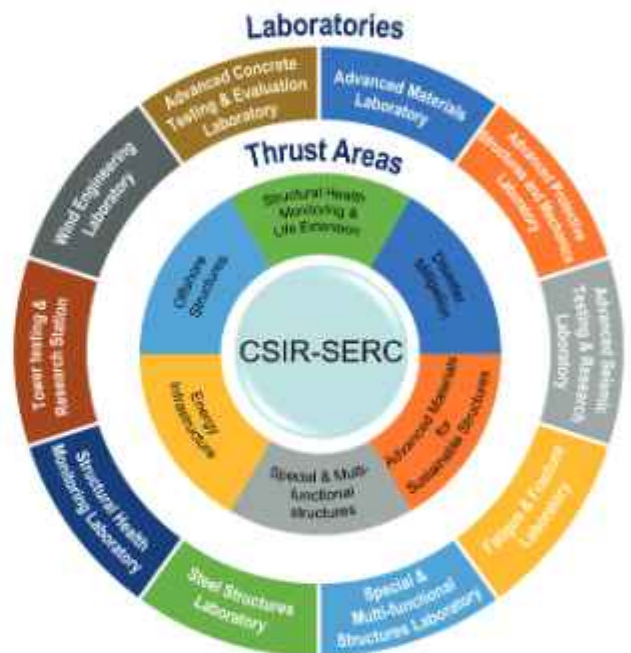 Laboratories
Advanced Concrete
Testing & Evaluation
Laboratory
Advanced Materials
Laboratory
Advanced Protective
Structures and Mechanics
Laboratory
Advanced Seismic
Testing & Research
Laboratory
Fatigue & Fracture
Laboratory
Special &
Multi-functional
Structures Laboratory
Steel Structures
Laboratory
Structural Health
Monitoring Laboratory
Tower testing &
Research Station
Wind Engineering
Laboratory
Thrust Areas
Structural Health
Monitoring &
Life Extension
Disaster
Mitigation
Advanced Materials
for
Sustainable Structures
Special & Multi-
functional
structures
Energy
Infrastructure
Offshore
Structures
CSIR-SERC